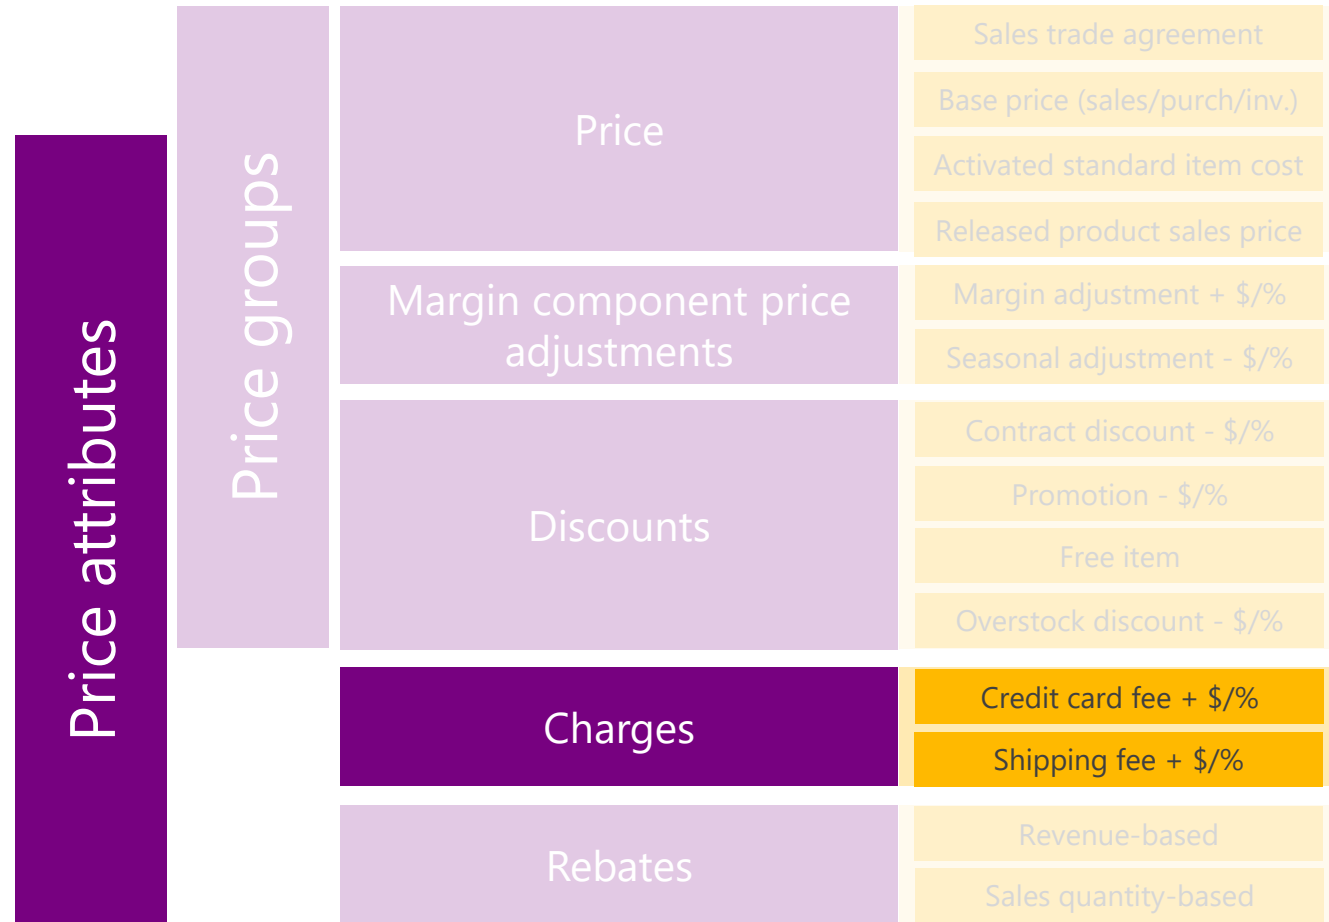 Price attributes
Price groups
Price
Sales trade agreement
Base price (sales/purch/inv.)
Activated standard item cost
Released product sales price
Margin component price
adjustments
Margin adjustment + $/%
Seasonal adjustment - $/%
Discounts
Contract discount - $/%
Promotion - $/%
Free item
Overstock discount - $/%
Charges
Credit card fee + $/%
Shipping fee + $/%
Rebates
Revenue-based
Sales quantity-based